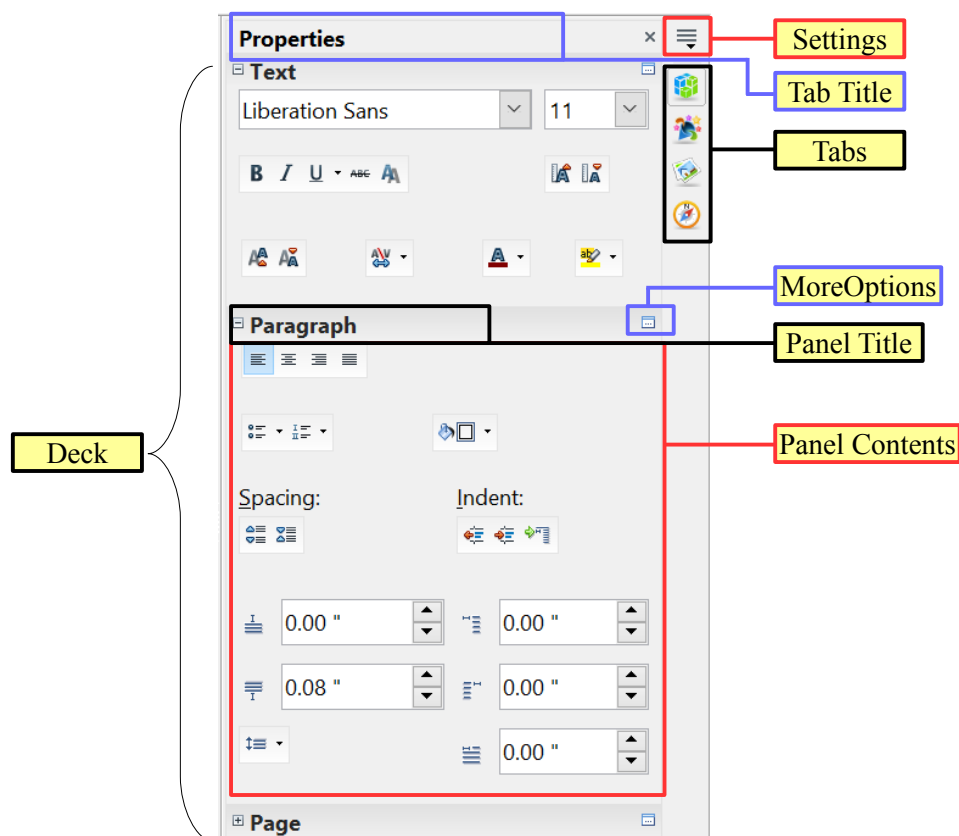 Properties
Settings
Text
Tab Title
Liberation Sans
11
Tabs
B I U ABC
MoreOptions
Paragraph
Panel Title
Deck
Panel Contents
Spacing: Indent:
0.00 " 0.00 "
0.08 " 0.00 "
0.00 "
Page